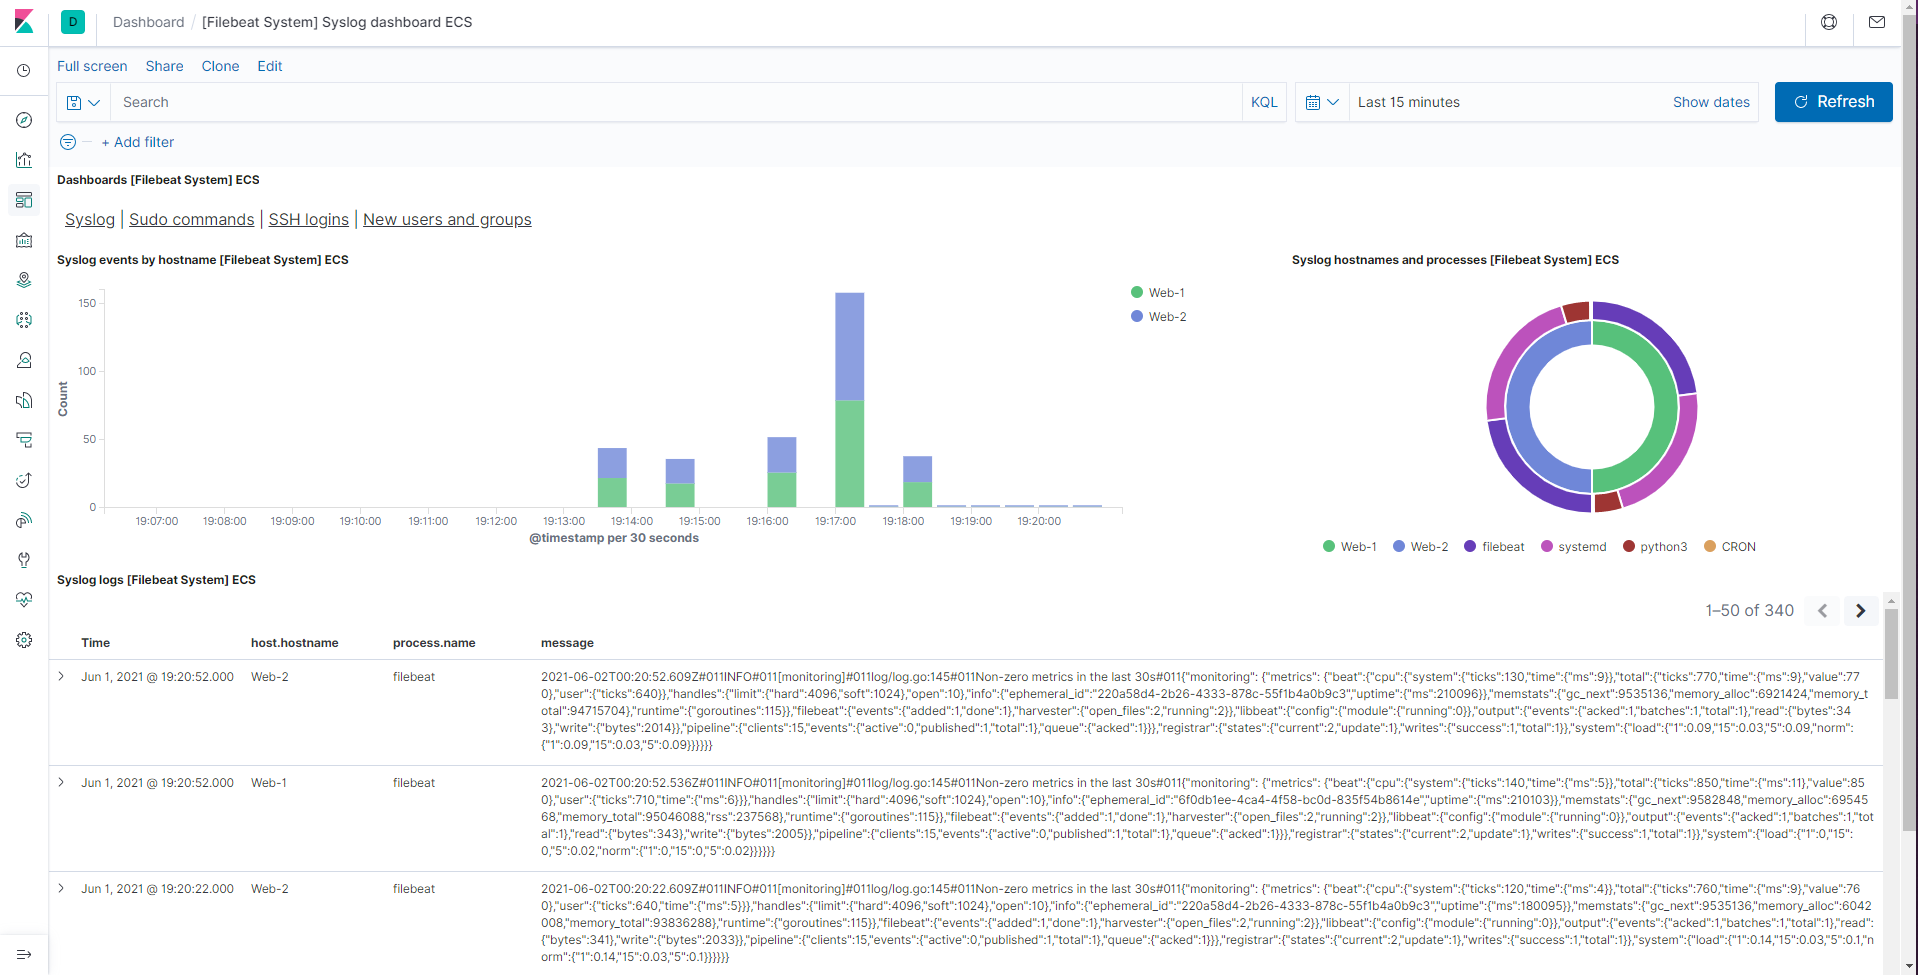 D
Dashboard / [Filebeat System] Syslog dashboard ECS
Full screen Share Clone Edit
Search KQL Last 15 minutes Show dates Refresh
+ Add filter
Dashboards [Filebeat System] ECS
Syslog | Sudo commands | SSH logins | New users and groups
Syslog events by hostname [Filebeat System] ECS
150
100
50
0
Count
19:07:00 19:08:00 19:09:00 19:10:00 19:11:00 19:12:00 19:13:00 19:14:00 19:15:00 19:16:00 19:17:00 19:18:00 19:19:00 19:20:00
@timestamp per 30 seconds
Web-1
Web-2
Syslog hostnames and processes [Filebeat System] ECS
Web-1 Web-2 filebeat systemd python3 CRON
Syslog logs [Filebeat System] ECS
1–50 of 340
Time host.hostname process.name message
Jun 1, 2021 @ 19:20:52.000 Web-2 filebeat 2021-06-02T00:20:52.609Z#011INFO#011[monitoring]#011log/log.go:145#011Non-zero metrics in the last 30s#011{"monitoring": {"metrics": {"beat":{"cpu":{"system":{"ticks":130,"time":{"ms":9}},"total":{"ticks":770,"time":{"ms":9},"value":77
0},"user":{"ticks":640}},"handles":{"limit":{"hard":4096,"soft":1024},"open":10},"info":{"ephemeral_id":"220a58d4-2b26-4333-878c-55f1b4a0b9c3","uptime":{"ms":210096}},"memstats":{"gc_next":9535136,"memory_alloc":6921424,"memory_t
otal":94715704},"runtime":{"goroutines":115}},"filebeat":{"events":{"added":1,"done":1},"harvester":{"open_files":2,"running":2}},"libbeat":{"config":{"module":{"running":0}},"output":{"events":{"acked":1,"batches":1,"total":1},"read":{"bytes":34
3},"write":{"bytes":2014}},"pipeline":{"clients":15,"events":{"active":0,"published":1,"total":1},"queue":{"acked":1}}},"registrar":{"states":{"current":2,"update":1},"writes":{"success":1,"total":1}},"system":{"load":{"1":0.09,"15":0.03,"5":0.09,"norm":
{"1":0.09,"15":0.03,"5":0.09}}}}}}
Jun 1, 2021 @ 19:20:52.000 Web-1 filebeat 2021-06-02T00:20:52.536Z#011INFO#011[monitoring]#011log/log.go:145#011Non-zero metrics in the last 30s#011{"monitoring": {"metrics": {"beat":{"cpu":{"system":{"ticks":140,"time":{"ms":5}},"total":{"ticks":850,"time":{"ms":11},"value":85
0},"user":{"ticks":710,"time":{"ms":6}}},"handles":{"limit":{"hard":4096,"soft":1024},"open":10},"info":{"ephemeral_id":"6f0db1ee-4ca4-4f58-bc0d-835f54b8614e","uptime":{"ms":210103}},"memstats":{"gc_next":9582848,"memory_alloc":69545
68,"memory_total":95046088,"rss":237568},"runtime":{"goroutines":115}},"filebeat":{"events":{"added":1,"done":1},"harvester":{"open_files":2,"running":2}},"libbeat":{"config":{"module":{"running":0}},"output":{"events":{"acked":1,"batches":1,"tot
al":1},"read":{"bytes":343},"write":{"bytes":2005}},"pipeline":{"clients":15,"events":{"active":0,"published":1,"total":1},"queue":{"acked":1}}},"registrar":{"states":{"current":2,"update":1},"writes":{"success":1,"total":1}},"system":{"load":{"1":0,"15":
0,"5":0.02,"norm":{"1":0,"15":0,"5":0.02}}}}}}
Jun 1, 2021 @ 19:20:22.000 Web-2 filebeat 2021-06-02T00:20:22.609Z#011INFO#011[monitoring]#011log/log.go:145#011Non-zero metrics in the last 30s#011{"monitoring": {"metrics": {"beat":{"cpu":{"system":{"ticks":120,"time":{"ms":4}},"total":{"ticks":760,"time":{"ms":9},"value":76
0},"user":{"ticks":640,"time":{"ms":5}}},"handles":{"limit":{"hard":4096,"soft":1024},"open":10},"info":{"ephemeral_id":"220a58d4-2b26-4333-878c-55f1b4a0b9c3","uptime":{"ms":180095}},"memstats":{"gc_next":9535136,"memory_alloc":6042
008,"memory_total":93836288},"runtime":{"goroutines":115}},"filebeat":{"events":{"added":1,"done":1},"harvester":{"open_files":2,"running":2}},"libbeat":{"config":{"module":{"running":0}},"output":{"events":{"acked":1,"batches":1,"total":1},"read":
{"bytes":341},"write":{"bytes":2033}},"pipeline":{"clients":15,"events":{"active":0,"published":1,"total":1},"queue":{"acked":1}}},"registrar":{"states":{"current":2,"update":1},"writes":{"success":1,"total":1}},"system":{"load":{"1":0.14,"15":0.03,"5":0.1,"n
orm":{"1":0.14,"15":0.03,"5":0.1}}}}}}